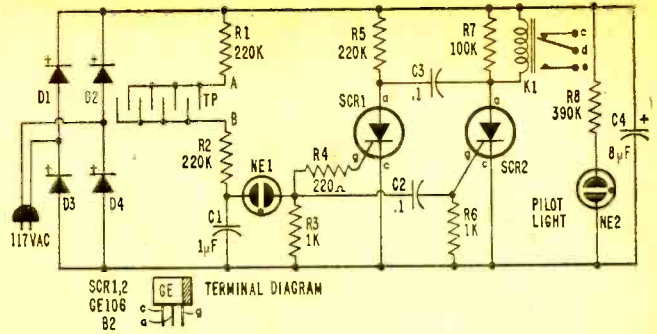 R1
220K
R5
220K
R7
100K
C3
.1
K1
c
d
e
D1
D2
A
TP
B
SCR1
a
g
c
a
g
c
SCR2
R8
390K
C4
8µF
+
R2
220K
NE1
R4
220Ω
C2
.1
C1
1µF
R3
1K
R6
1K
D3
D4
117VAC
PILOT
LIGHT
NE2
SCR1,2
GE106
B2
GE
c
a
g
TERMINAL DIAGRAM